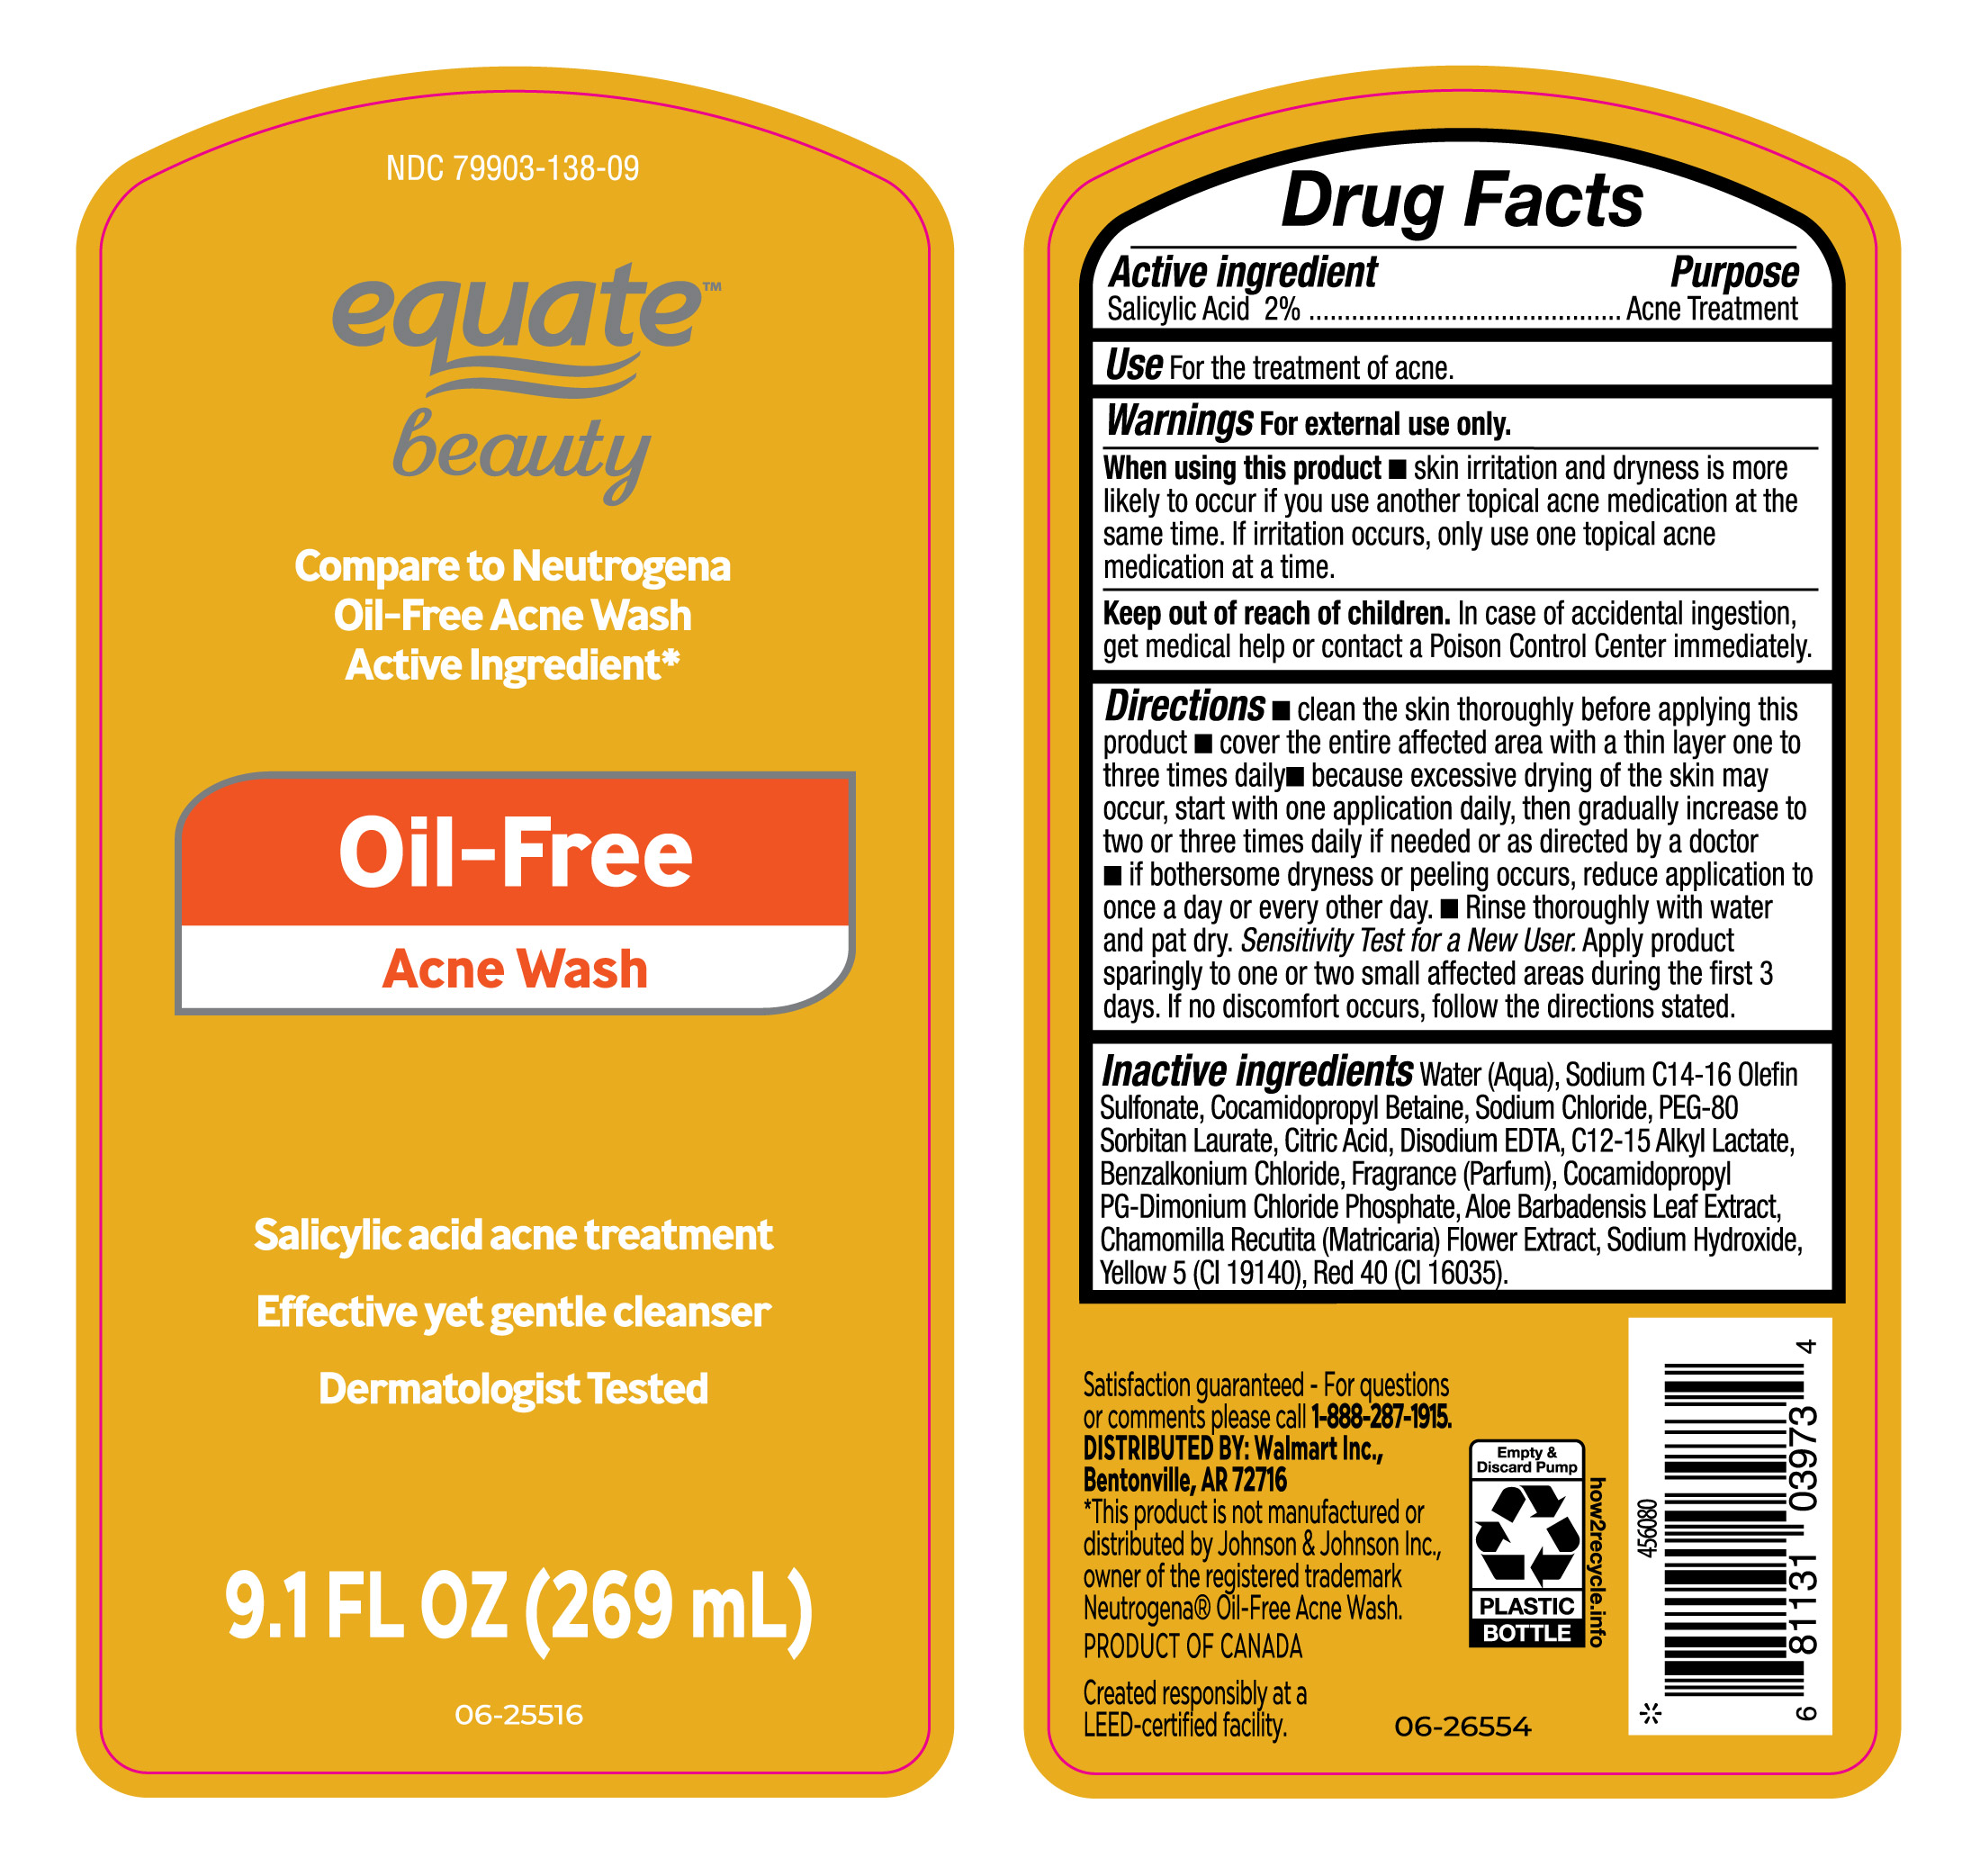 NDC 79903-138-09
equate™
beauty
Compare to Neutrogena
Oil-Free Acne Wash
Active Ingredient*
Oil-Free
Acne Wash
Salicylic acid acne treatment
Effective yet gentle cleanser
Dermatologist Tested
9.1 FL OZ (269 mL)
06-25516
Drug Facts
Active ingredient Purpose
Salicylic Acid 2% ............................................ Acne Treatment
Use For the treatment of acne.
Warnings For external use only.
When using this product ■ skin irritation and dryness is more
likely to occur if you use another topical acne medication at the
same time. If irritation occurs, only use one topical acne
medication at a time.
Keep out of reach of children. In case of accidental ingestion,
get medical help or contact a Poison Control Center immediately.
Directions ■ clean the skin thoroughly before applying this
product ■ cover the entire affected area with a thin layer one to
three times daily■ because excessive drying of the skin may
occur, start with one application daily, then gradually increase to
two or three times daily if needed or as directed by a doctor
■ if bothersome dryness or peeling occurs, reduce application to
once a day or every other day. ■ Rinse thoroughly with water
and pat dry. Sensitivity Test for a New User. Apply product
sparingly to one or two small affected areas during the first 3
days. If no discomfort occurs, follow the directions stated.
Inactive ingredients Water (Aqua), Sodium C14-16 Olefin
Sulfonate, Cocamidopropyl Betaine, Sodium Chloride, PEG-80
Sorbitan Laurate, Citric Acid, Disodium EDTA, C12-15 Alkyl Lactate,
Benzalkonium Chloride, Fragrance (Parfum), Cocamidopropyl
PG-Dimonium Chloride Phosphate, Aloe Barbadensis Leaf Extract,
Chamomilla Recutita (Matricaria) Flower Extract, Sodium Hydroxide,
Yellow 5 (CI 19140), Red 40 (CI 16035).
Satisfaction guaranteed - For questions
or comments please call 1-888-287-1915.
DISTRIBUTED BY: Walmart Inc.,
Bentonville, AR 72716
*This product is not manufactured or
distributed by Johnson & Johnson Inc.,
owner of the registered trademark
Neutrogena® Oil-Free Acne Wash.
PRODUCT OF CANADA
Created responsibly at a
LEED-certified facility.
06-26554
Empty &
Discard Pump
PLASTIC
BOTTLE
how2recycle.info
456080
6 81131 03973 4